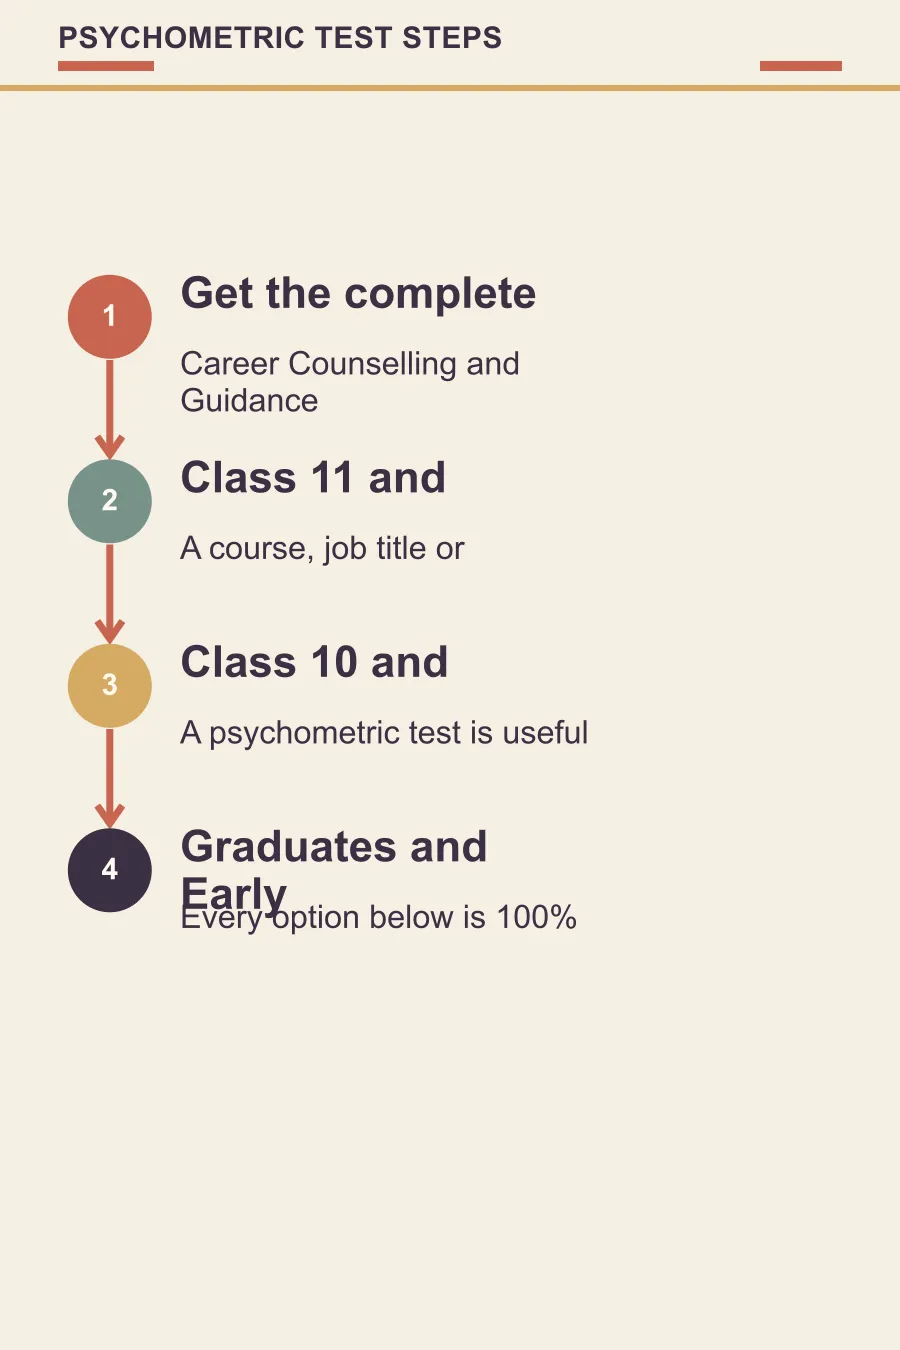 PSYCHOMETRIC TEST STEPS
1
Get the complete
Career Counselling and
Guidance
2
Class 11 and
A course, job title or
3
Class 10 and
A psychometric test is useful
4
Graduates and
Early
Every option below is 100%